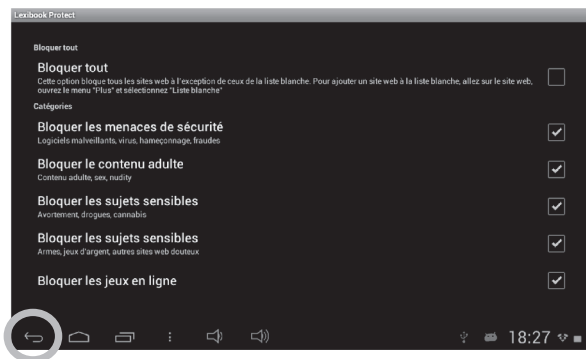 Lexibook Protect
Bloquer tout
Bloquer tout
Cette option bloque tous les sites web à l'exception de ceux de la liste blanche. Pour ajouter un site web à la liste blanche, allez sur le site web,
ouvrez le menu "Plus" et sélectionnez "Liste blanche"
Catégories
Bloquer les menaces de sécurité
Logiciels malveillants, virus, hameçonnage, fraudes
Bloquer le contenu adulte
Contenu adulte, sex, nudity
Bloquer les sujets sensibles
Avortement, drogues, cannabis
Bloquer les sujets sensibles
Armes, jeux d'argent, autres sites web douteux
Bloquer les jeux en ligne
18:27